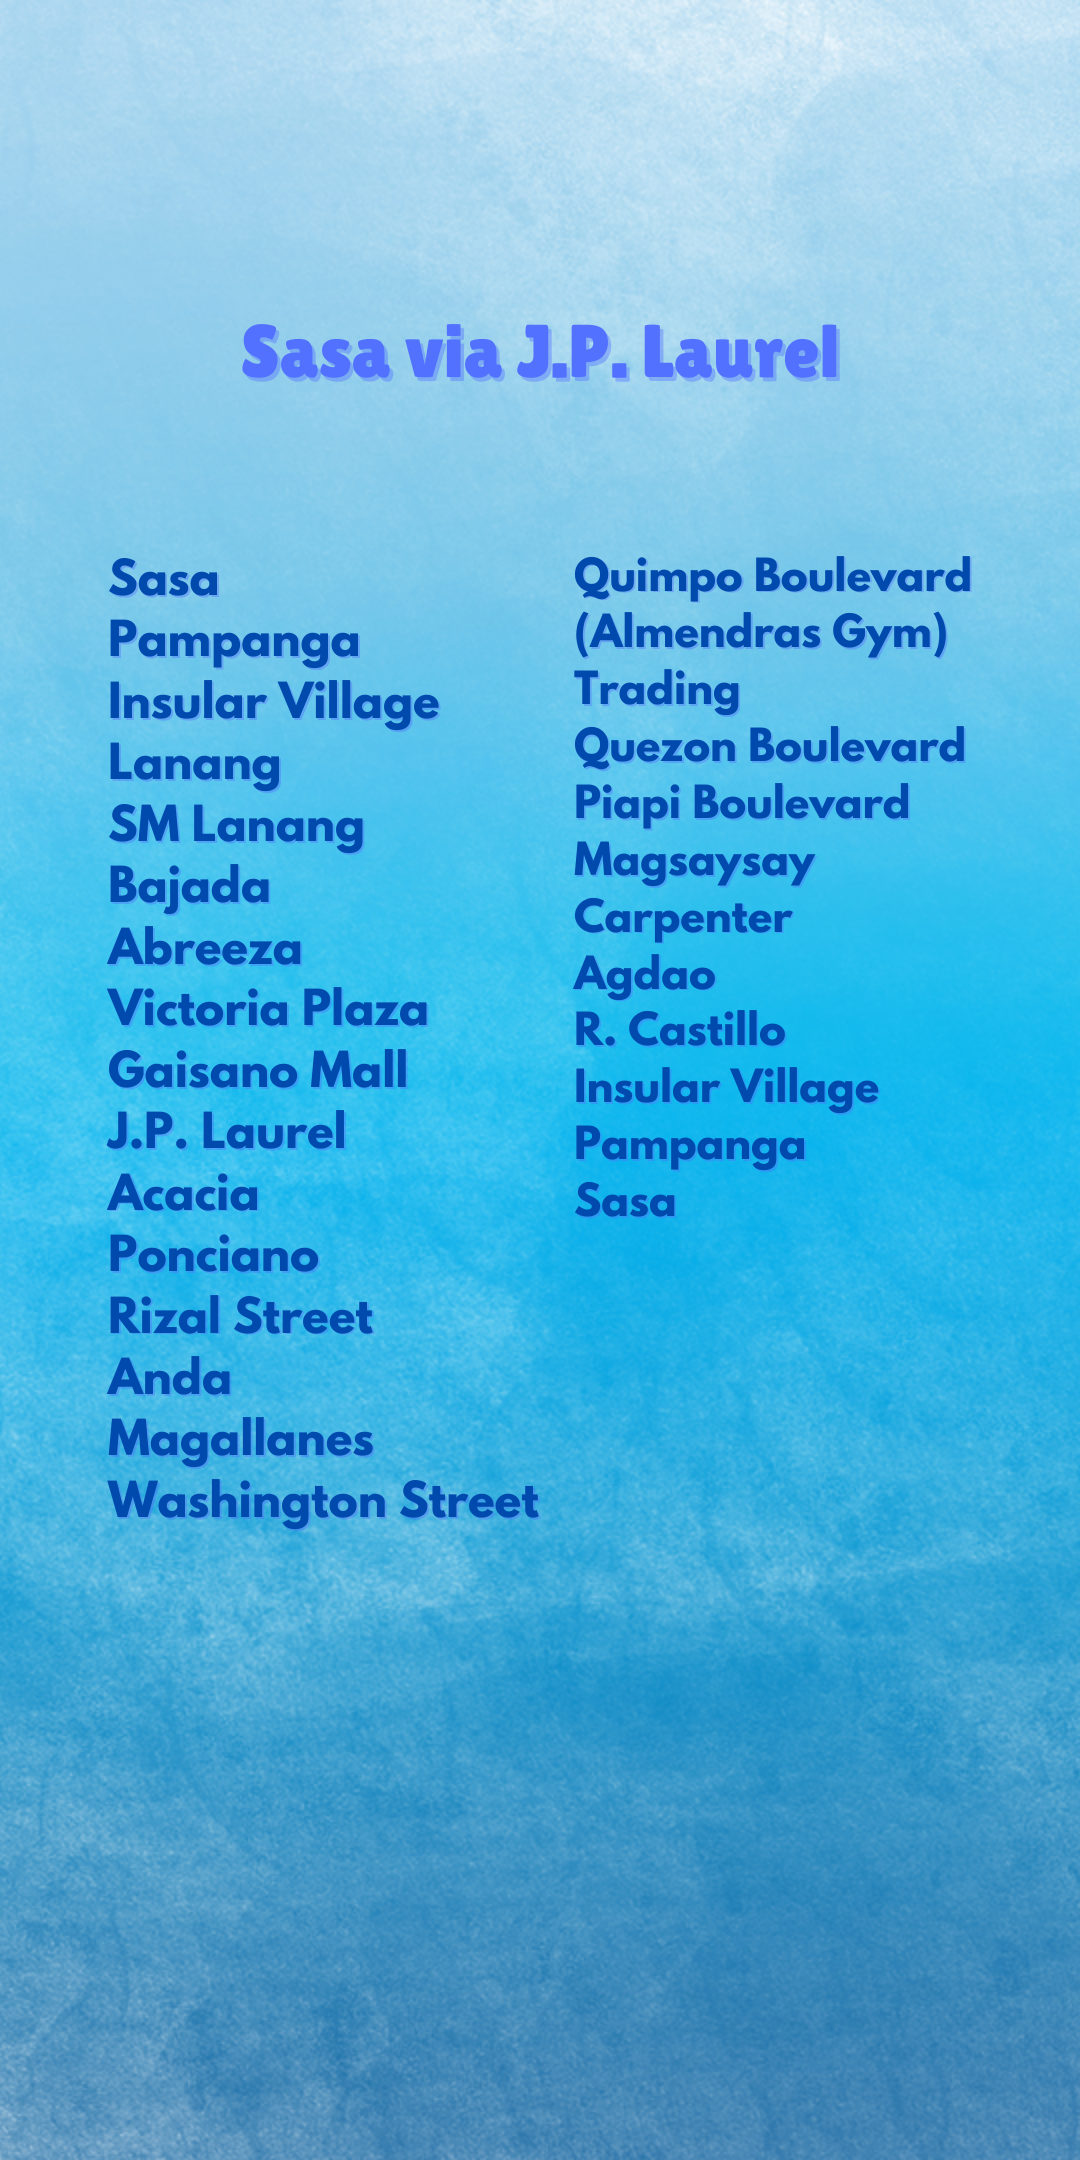 Sasa via J.P. Laurel
Sasa
Pampanga
Insular Village
Lanang
SM Lanang
Bajada
Abreeza
Victoria Plaza
Gaisano Mall
J.P. Laurel
Acacia
Ponciano
Rizal Street
Anda
Magallanes
Washington Street
Quimpo Boulevard
(Almendras Gym)
Trading
Quezon Boulevard
Piapi Boulevard
Magsaysay
Carpenter
Agdao
R. Castillo
Insular Village
Pampanga
Sasa